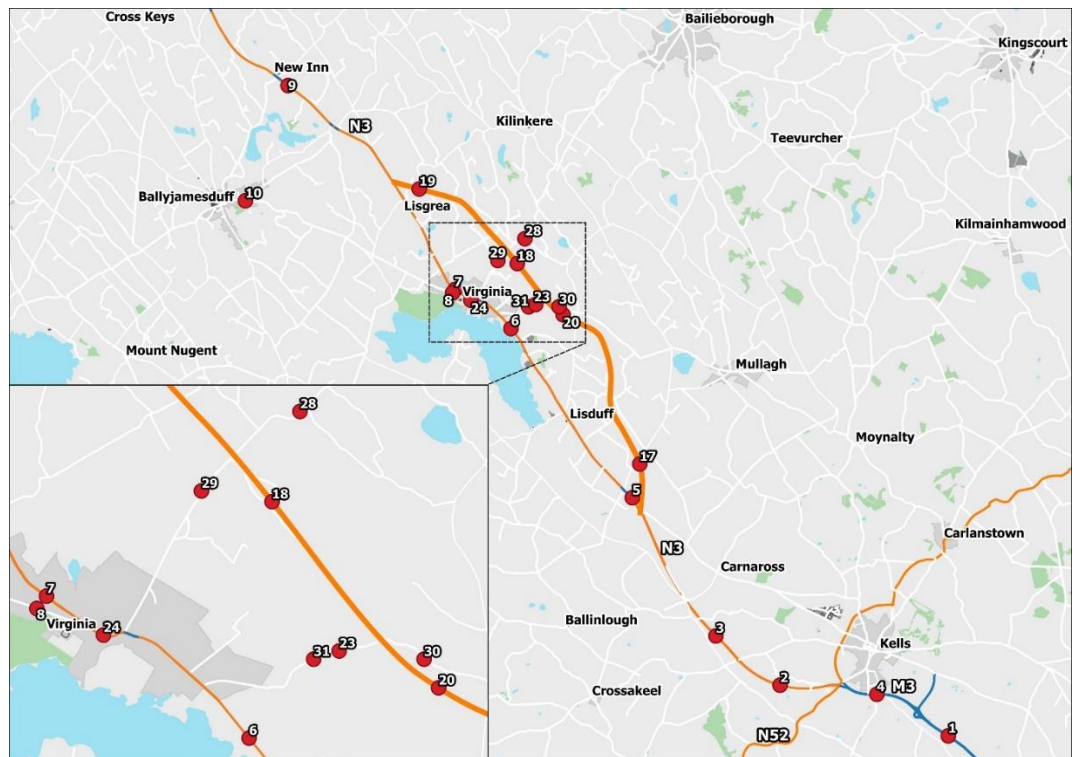 Cross Keys
Bailieborough
Kingscourt
New Inn
9
N3
Kilinkere
Teevurcher
19
Lisgrea
Ballyjamesduff
10
Kilmainhamwood
28
29
18
7
Virginia
8
24
31
23
30
20
6
Mount Nugent
Mullagh
Lisduff
Moynalty
17
5
N3
Carlanstown
Carnaross
Ballinlough
3
Kells
2
4
M3
Crossakeel
N52
1
28
29
18
7
8
Virginia
24
31
23
30
20
6